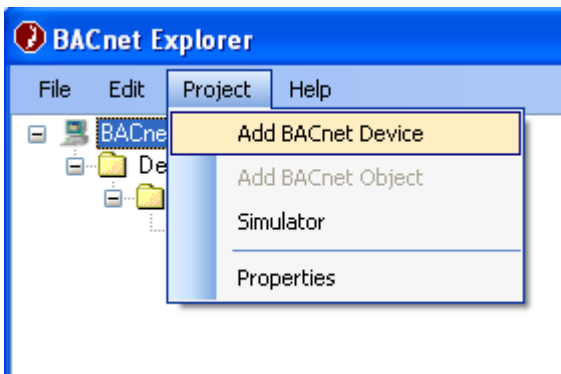 BACnet Explorer
File Edit Project Help
BACne
Add BACnet Device
De
Add BACnet Object
Simulator
Properties